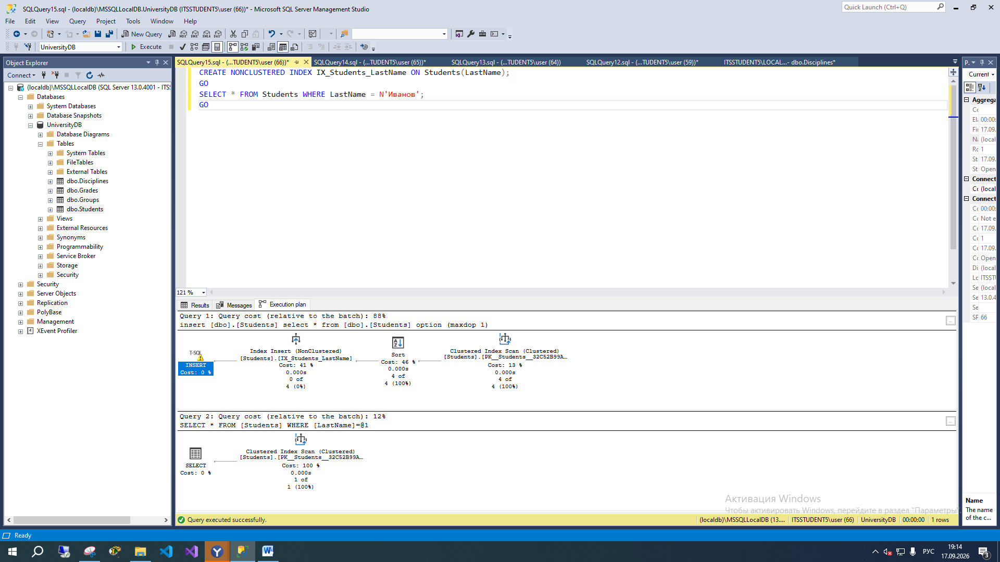 SQLQuery15.sql - (localdb)\MSSQLLocalDB.UniversityDB (ITSSTUDENT5\user (66))* - Microsoft SQL Server Management Studio
Quick Launch (Ctrl+Q)
File Edit View Query Project Tools Window Help
New Query
UniversityDB
Execute
Object Explorer
Connect
(localdb)\MSSQLLocalDB (SQL Server 13.0.4001 - ITS
Databases
System Databases
Database Snapshots
UniversityDB
Database Diagrams
Tables
System Tables
FileTables
External Tables
dbo.Disciplines
dbo.Grades
dbo.Groups
dbo.Students
Views
External Resources
Synonyms
Programmability
Service Broker
Storage
Security
Security
Server Objects
Replication
PolyBase
Management
XEvent Profiler
SQLQuery15.sql - (...TUDENT5\user (66))*
SQLQuery14.sql - (...TUDENT5\user (65))*
SQLQuery13.sql - (...TUDENT5\user (64))
SQLQuery12.sql - (...TUDENT5\user (59))*
ITSSTUDENT5\LOCAL...- dbo.Disciplines*
CREATE NONCLUSTERED INDEX IX_Students_LastName ON Students(LastName);
GO
SELECT * FROM Students WHERE LastName = N'Иванов';
GO
121 %
Results Messages Execution plan
Query 1: Query cost (relative to the batch): 88%
insert [dbo].[Students] select * from [dbo].[Students] option (maxdop 1)
T-SQL
INSERT
Cost: 0 %
Index Insert (NonClustered)
[Students].[IX_Students_LastName]
Cost: 41 %
0.000s
0 of
4 (0%)
Sort
Cost: 46 %
0.000s
4 of
4 (100%)
Clustered Index Scan (Clustered)
[Students].[PK__Students__32C52B99A…
Cost: 13 %
0.000s
4 of
4 (100%)
Query 2: Query cost (relative to the batch): 12%
SELECT * FROM [Students] WHERE [LastName]=@1
SELECT
Cost: 0 %
Clustered Index Scan (Clustered)
[Students].[PK__Students__32C52B99A…
Cost: 100 %
0.000s
1 of
1 (100%)
Активация Windows
Чтобы активировать Windows, перейдите в раздел "Параметры".
Query executed successfully.
(localdb)\MSSQLLocalDB (13.... ITSSTUDENT5\user (66) UniversityDB 00:00:00 1 rows
P.
Current
Aggrega
Cc
Ela 00:00:
Fir 17.09.
Na (local
Ro 1
St 17.09.
St Open
Connect
Cc (local
Connect
Cc 00:00:
Cc Not e
Cc 17.09.
Cc 1
Cc 17.09.
Cc Open
Di (local
Lc ITSST
Se (local
Se 13.0.4
Se
SP 66
Name
The name
of the c...
Ready
РУС
19:14
17.09.2026
3